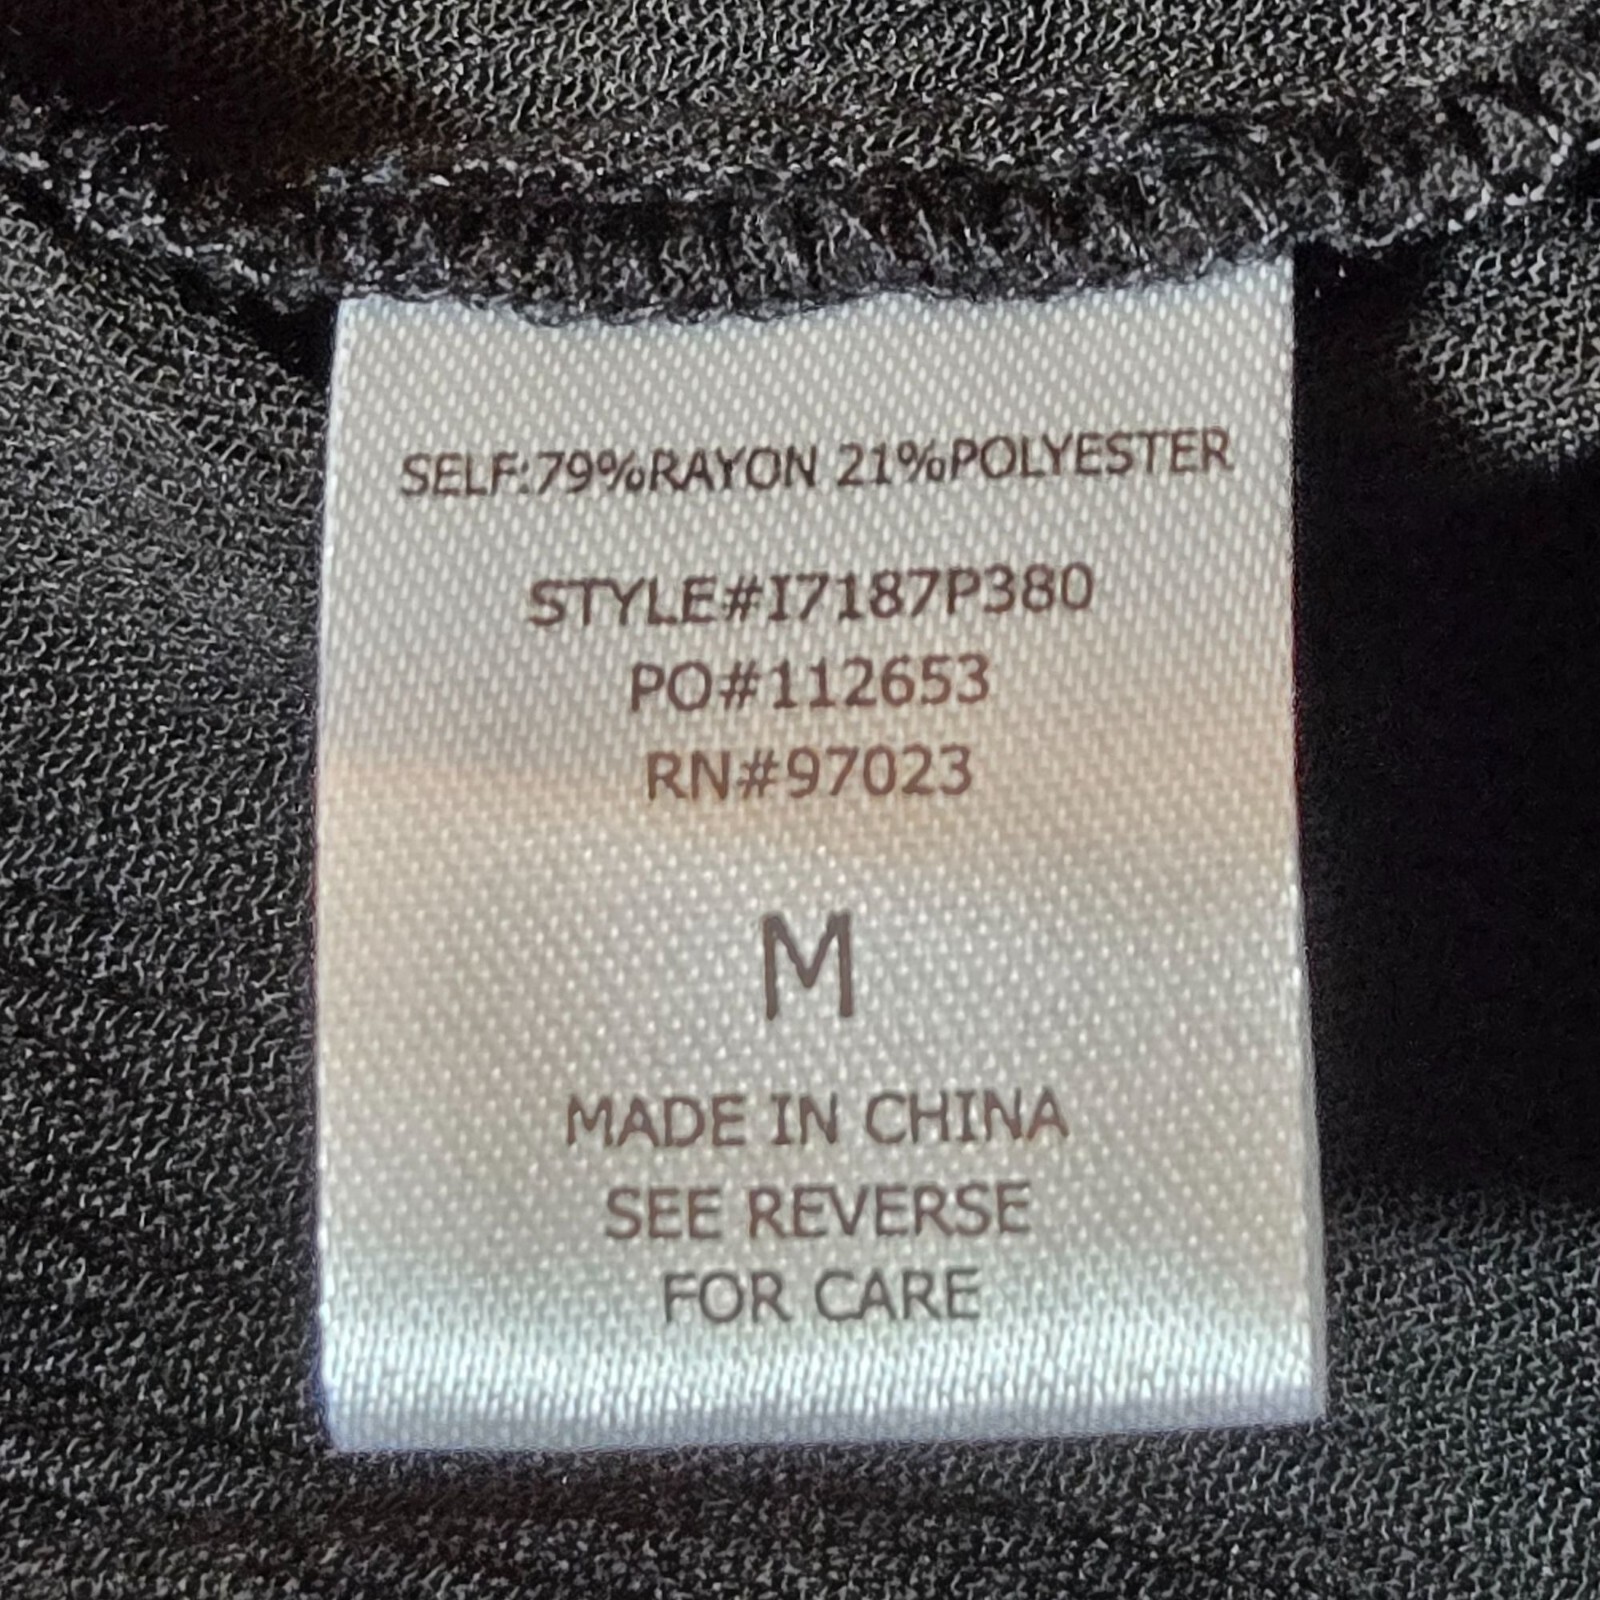 SELF:79%RAYON 21%POLYESTER
STYLE#I7187P380
PO#112653
RN#97023
M
MADE IN CHINA
SEE REVERSE
FOR CARE